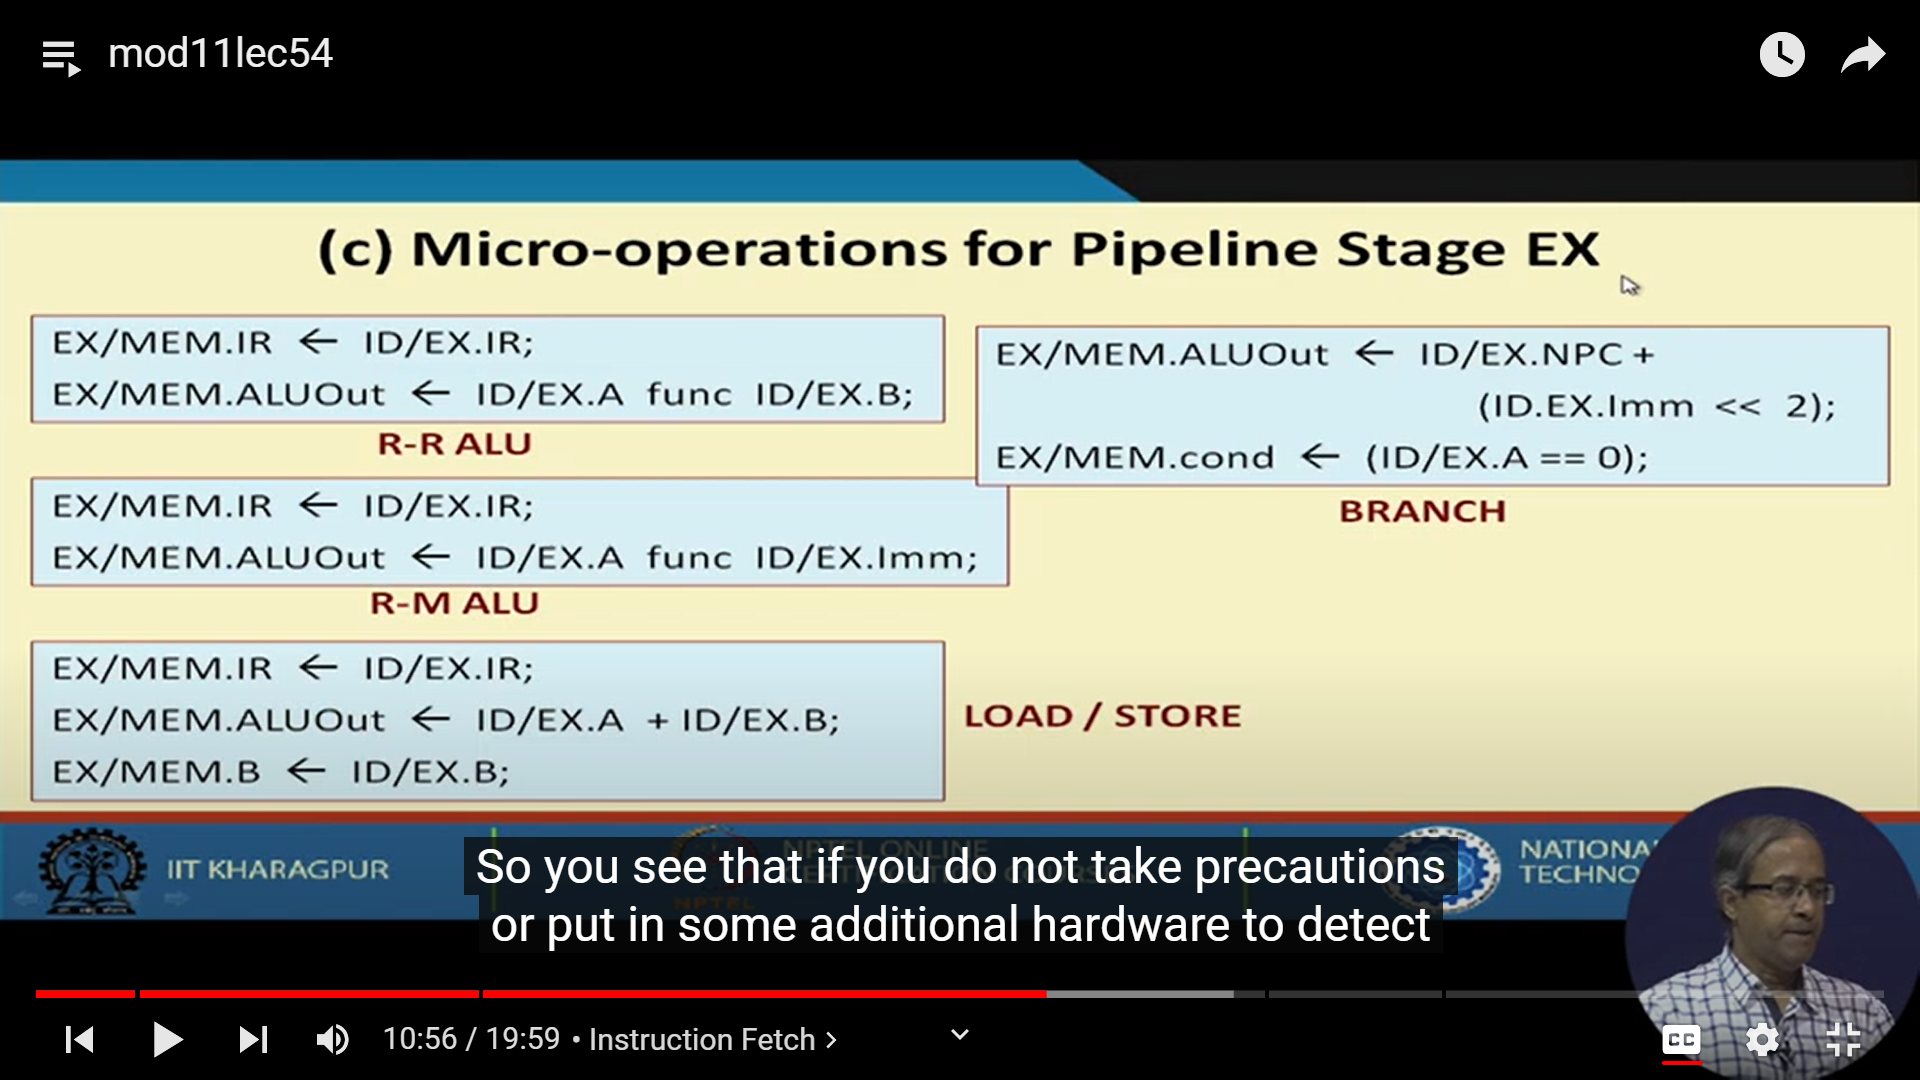 mod11lec54
(c) Micro-operations for Pipeline Stage EX
EX/MEM.IR ← ID/EX.IR;
EX/MEM.ALUOut ← ID/EX.A func ID/EX.B;
R-R ALU
EX/MEM.IR ← ID/EX.IR;
EX/MEM.ALUOut ← ID/EX.A func ID/EX.Imm;
R-M ALU
EX/MEM.IR ← ID/EX.IR;
EX/MEM.ALUOut ← ID/EX.A + ID/EX.B;
EX/MEM.B ← ID/EX.B;
LOAD / STORE
EX/MEM.ALUOut ← ID/EX.NPC +
(ID.EX.Imm << 2);
EX/MEM.cond ← (ID/EX.A == 0);
BRANCH
IIT KHARAGPUR
NPTEL ONLINE
NPTEL
NATIONA
TECHNO
So you see that if you do not take precautions
or put in some additional hardware to detect
10:56 / 19:59 • Instruction Fetch >
CC